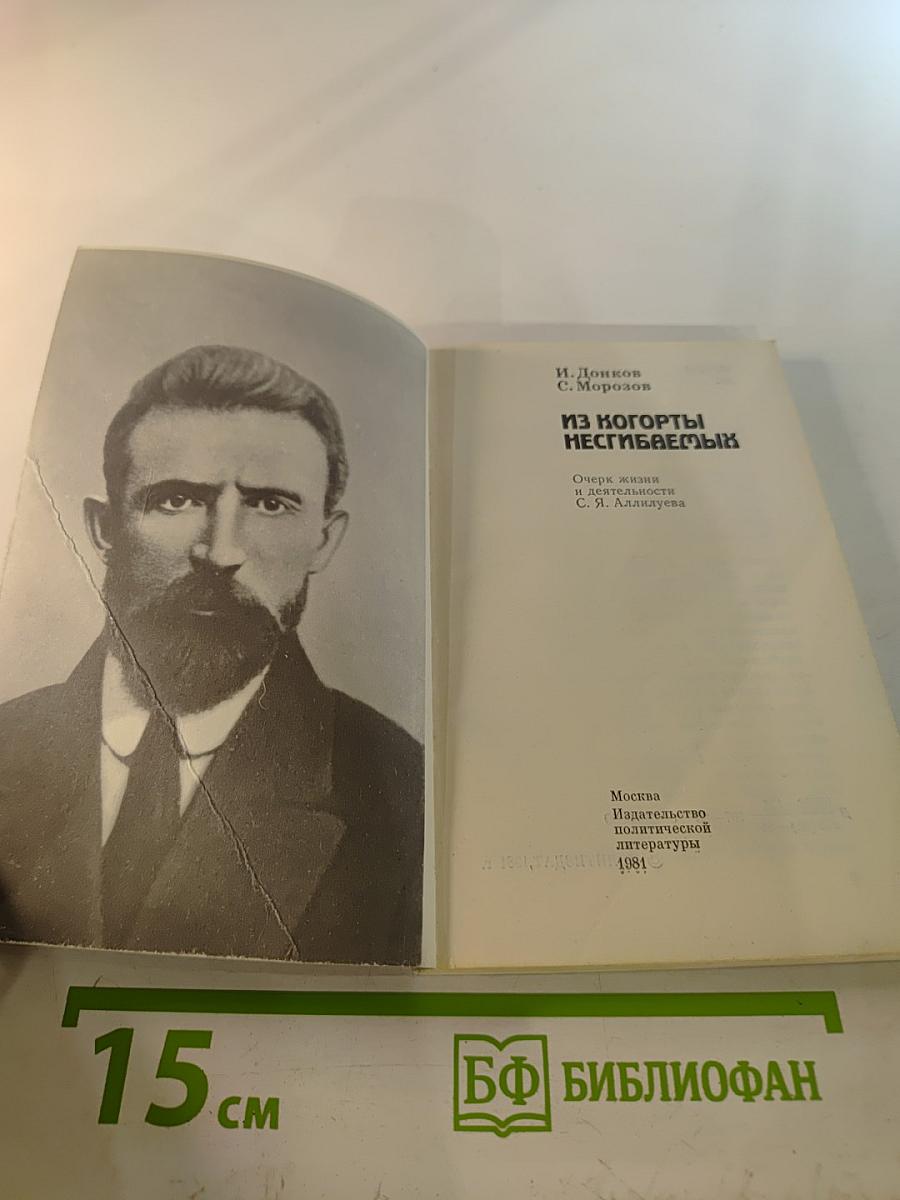 И. Донков
С. Морозов
ИЗ КОГОРТЫ
НЕСГИБАЕМЫХ
Очерк жизни
и деятельности
С. Я. Аллилуева
Москва
Издательство
политической
литературы
1981
15 см
БФ БИБЛИОФАН